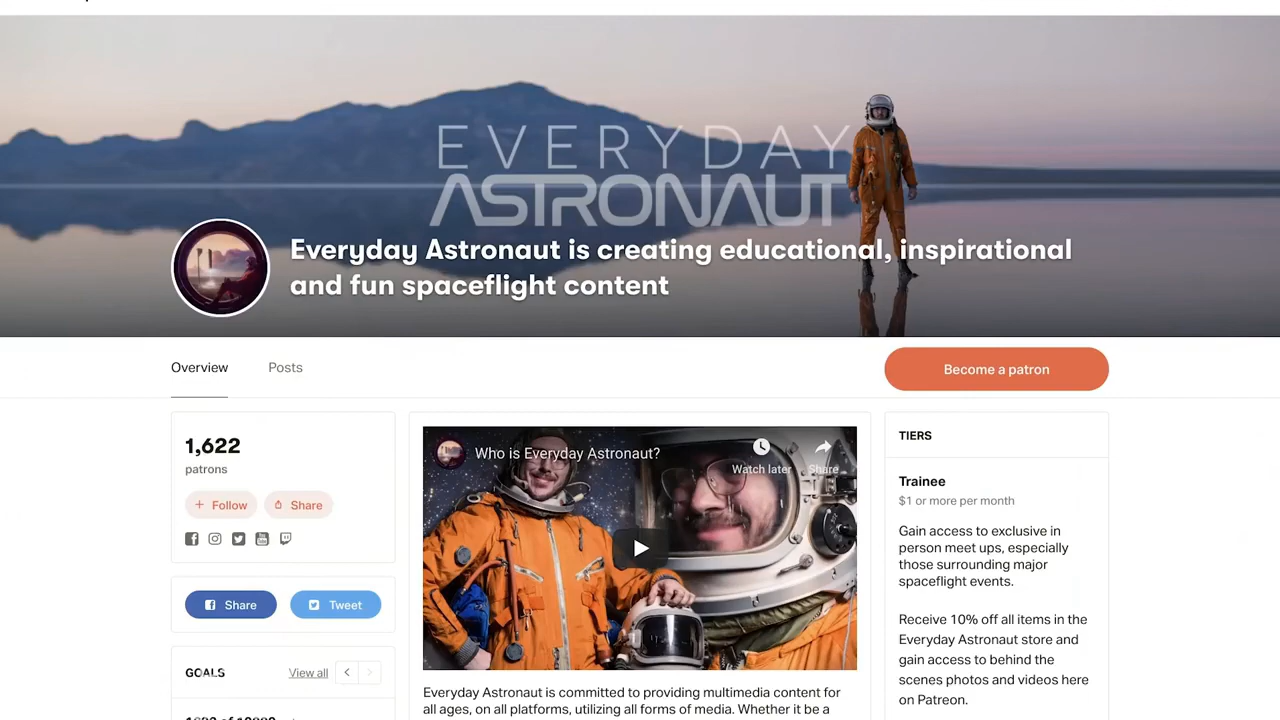 EVERYDAY
ASTRONAUT
Everyday Astronaut is creating educational, inspirational
and fun spaceflight content
Overview
Posts
Become a patron
1,622
patrons
Follow
Share
Share
Tweet
GOALS
View all
Who is Everyday Astronaut?
Watch later
Share
Everyday Astronaut is committed to providing multimedia content for
all ages, on all platforms, utilizing all forms of media. Whether it be a
TIERS
Trainee
$1 or more per month
Gain access to exclusive in
person meet ups, especially
those surrounding major
spaceflight events.
Receive 10% off all items in the
Everyday Astronaut store and
gain access to behind the
scenes photos and videos here
on Patreon.